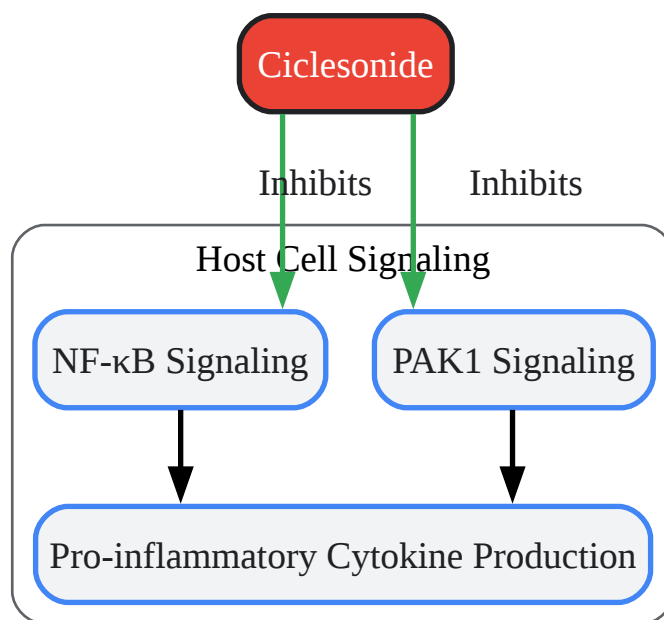 Ciclesonide
Inhibits
Inhibits
Host Cell Signaling
NF-κB Signaling
PAK1 Signaling
Pro-inflammatory Cytokine Production